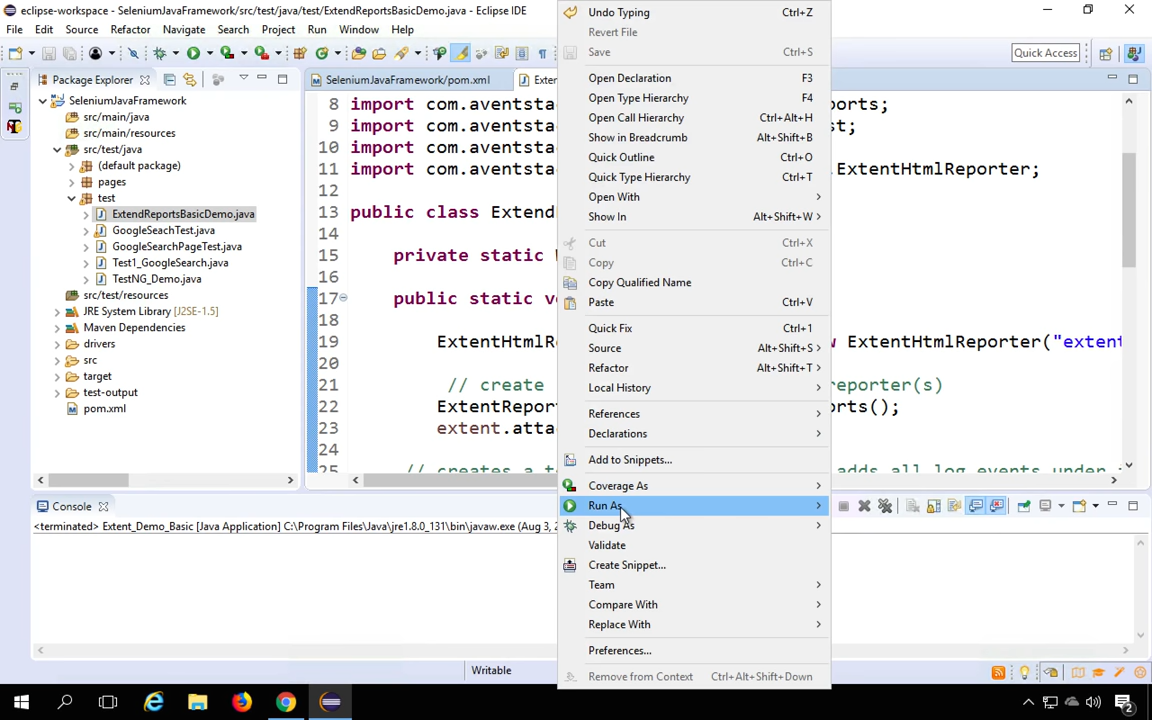 eclipse-workspace - SeleniumJavaFramework/src/test/java/test/ExtendReportsBasicDemo.java - Eclipse IDE
File Edit Source Refactor Navigate Search Project Run Window Help
Quick Access
Package Explorer
SeleniumJavaFramework
src/main/java
src/main/resources
src/test/java
(default package)
pages
test
ExtendReportsBasicDemo.java
GoogleSeachTest.java
GoogleSearchPageTest.java
Test1_GoogleSearch.java
TestNG_Demo.java
src/test/resources
JRE System Library [J2SE-1.5]
Maven Dependencies
drivers
src
target
test-output
pom.xml
SeleniumJavaFramework/pom.xml Exten
8 import com.aventsta orts;
9 import com.aventsta st;
10 import com.aventsta
11 import com.aventsta .ExtentHtmlReporter;
12
13 public class Extend
14
15 private static W
16
17 public static vo
18
19 ExtentHtmlRe w ExtentHtmlReporter("extent
20
21 // create reporter(s)
22 ExtentRepor orts();
23 extent.atta
24
25 // creates a t adds all log events under
Undo Typing Ctrl+Z
Revert File
Save Ctrl+S
Open Declaration F3
Open Type Hierarchy F4
Open Call Hierarchy Ctrl+Alt+H
Show in Breadcrumb Alt+Shift+B
Quick Outline Ctrl+O
Quick Type Hierarchy Ctrl+T
Open With
Show In Alt+Shift+W
Cut Ctrl+X
Copy Ctrl+C
Copy Qualified Name
Paste Ctrl+V
Quick Fix Ctrl+1
Source Alt+Shift+S
Refactor Alt+Shift+T
Local History
References
Declarations
Add to Snippets...
Coverage As
Run As
Debug As
Validate
Create Snippet...
Team
Compare With
Replace With
Preferences...
Remove from Context Ctrl+Alt+Shift+Down
Console
<terminated> Extent_Demo_Basic [Java Application] C:\Program Files\Java\jre1.8.0_131\bin\javaw.exe (Aug 3, 2
Writable
2